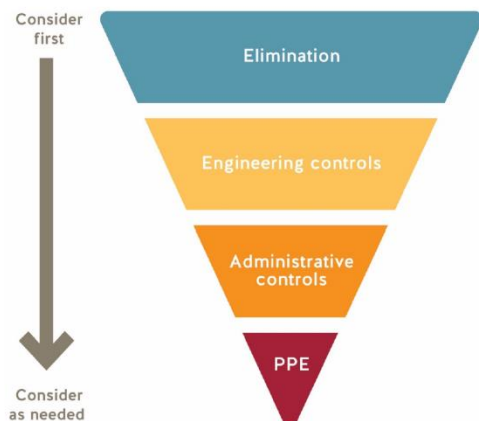 Consider
first
Elimination
Engineering controls
Administrative
controls
PPE
Consider
as needed